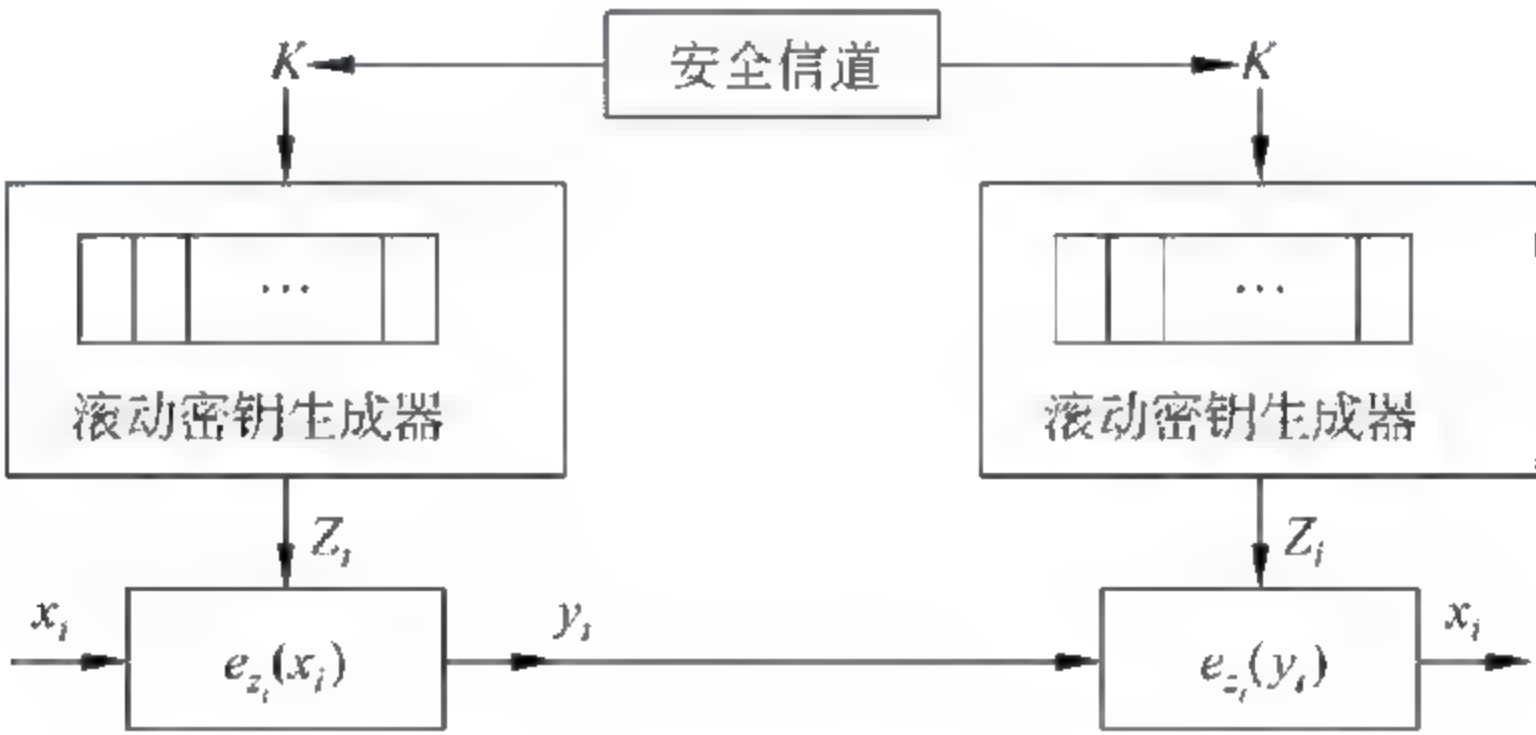 安全信道
K
K
...
...
滚动密钥生成器
滚动密钥生成器
Z_i
Z_i
x_i
e_{z_i}(x_i)
y_i
e_{z_i}(y_i)
x_i